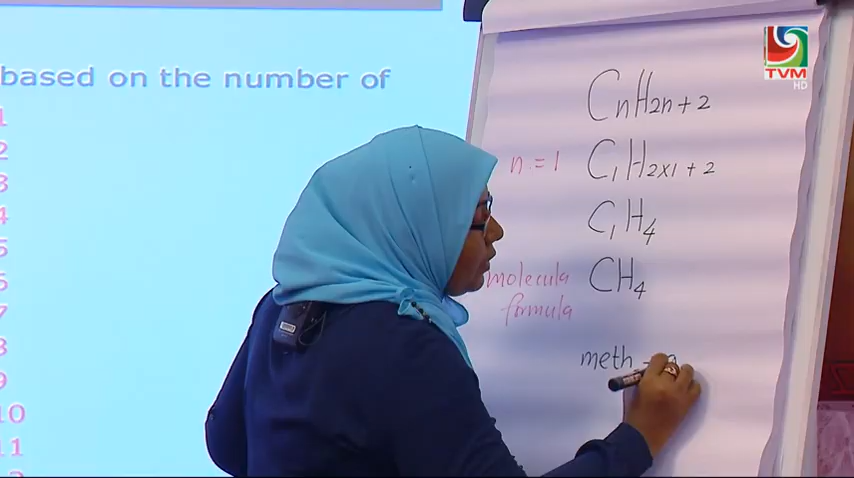 based on the number of
1
2
3
4
5
6
7
8
9
10
11
TVM
HD
CnH2n+2
n = 1 C1H2x1+2
C1H4
molecula CH4
formula
meth -